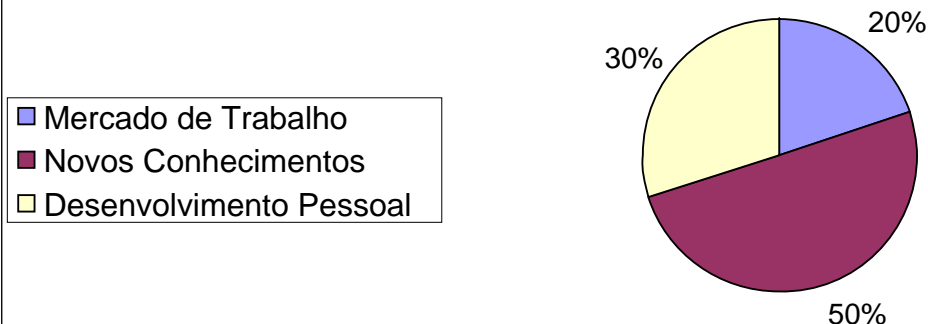 20%
30%
Mercado de Trabalho
Novos Conhecimentos
Desenvolvimento Pessoal
50%